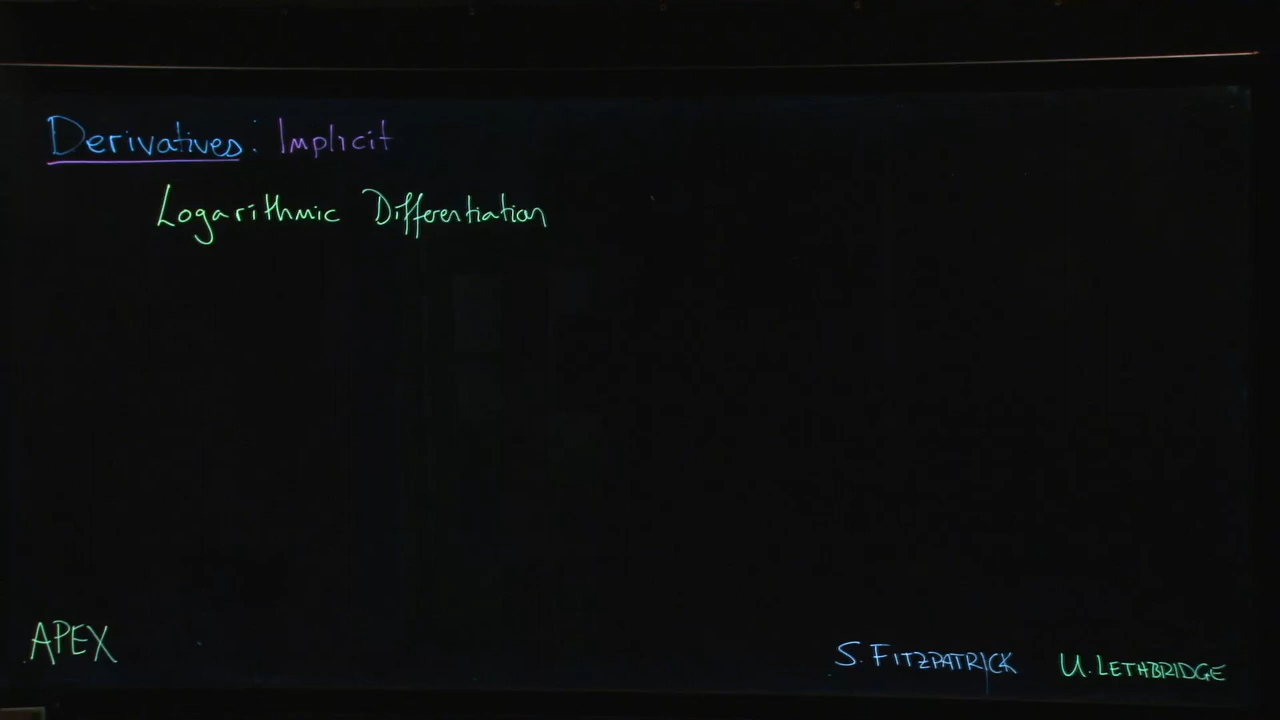 Derivatives: Implicit
Logarithmic Differentiation
APEX
S. FITZPATRICK U. LETHBRIDGE